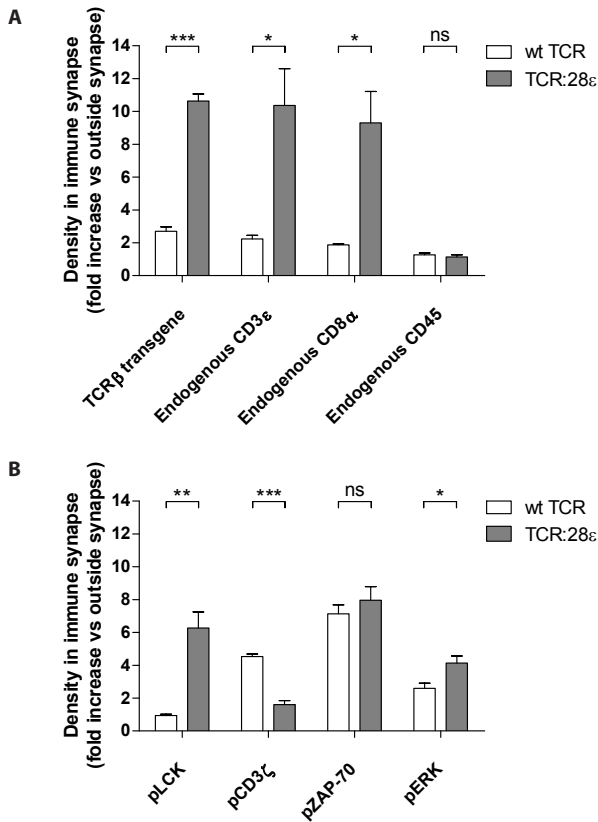 A
Density in immune synapse
(fold increase vs outside synapse)
14
12
10
8
6
4
2
0
***
*
*
ns
wt TCR
TCR:28ε
TCRβ transgene
Endogenous CD3ε
Endogenous CD8α
Endogenous CD45
B
Density in immune synapse
(fold increase vs outside synapse)
14
12
10
8
6
4
2
0
**
***
ns
*
wt TCR
TCR:28ε
pLCK
pCD3ζ
pZAP-70
pERK